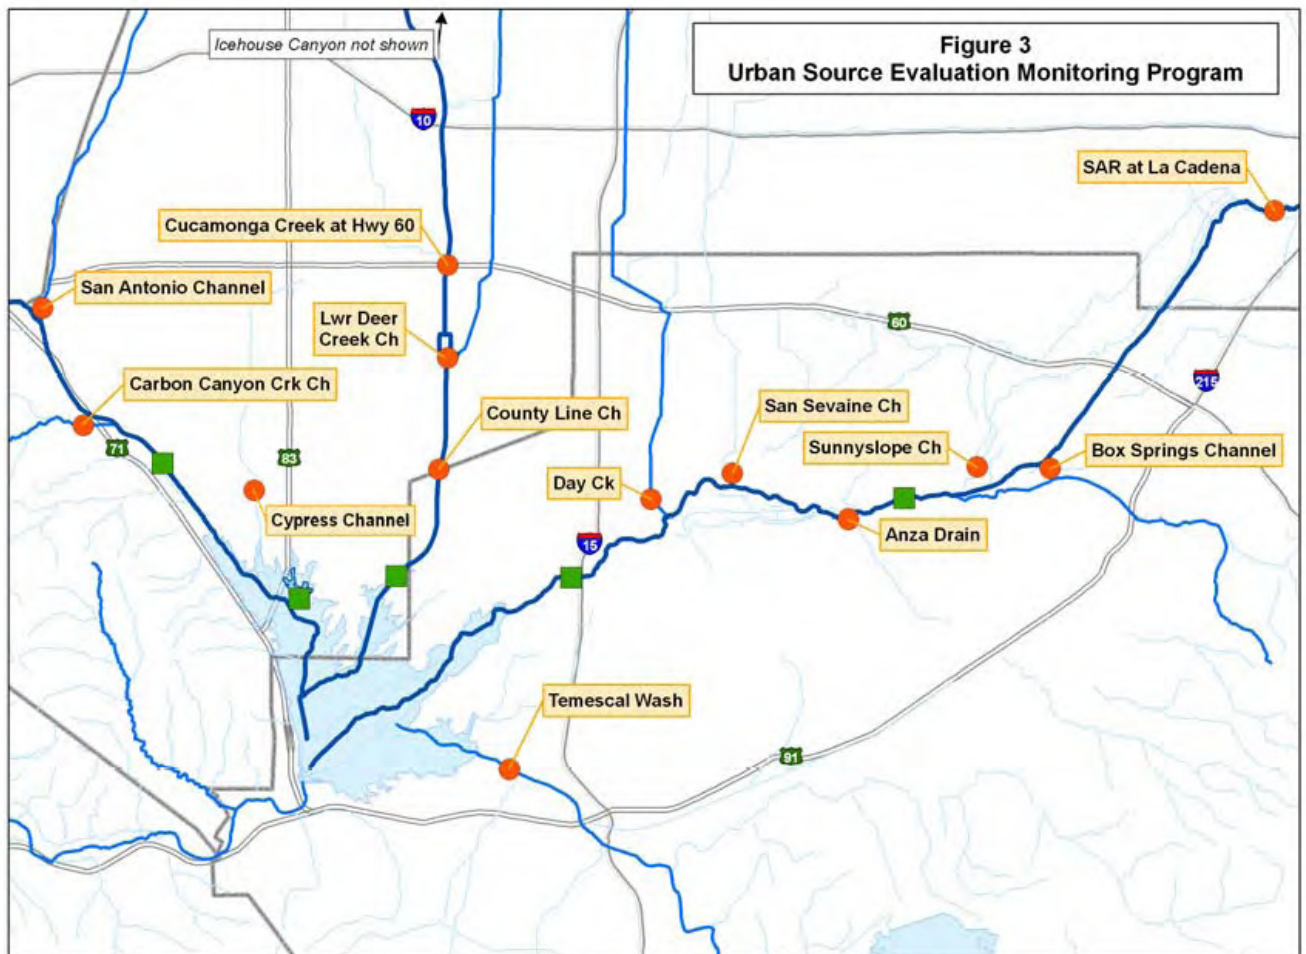 Icehouse Canyon not shown
Figure 3
Urban Source Evaluation Monitoring Program
10
SAR at La Cadena
Cucamonga Creek at Hwy 60
San Antonio Channel
Lwr Deer
Creek Ch
60
215
Carbon Canyon Crk Ch
County Line Ch
San Sevaine Ch
Sunnyslope Ch
Box Springs Channel
71
83
Day Ck
Cypress Channel
Anza Drain
15
Temescal Wash
91